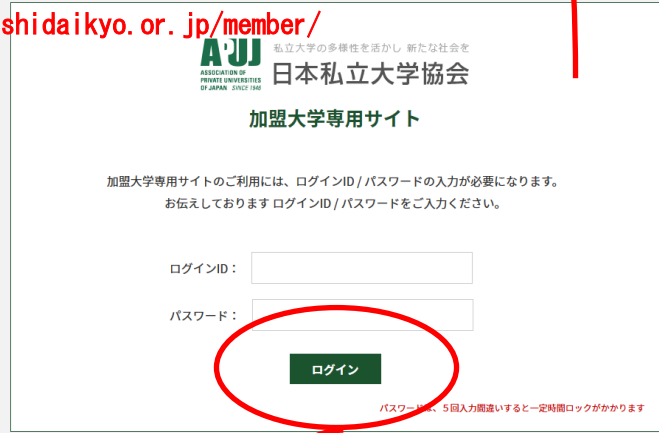 shidaikyo.or.jp/member/
APUJ
ASSOCIATION OF
PRIVATE UNIVERSITIES
OF JAPAN SINCE 1946
私立大学の多様性を活かし 新たな社会を
日本私立大学協会
加盟大学専用サイト
加盟大学専用サイトのご利用には、ログインID / パスワードの入力が必要になります。
お伝えしております ログインID / パスワードをご入力ください。
ログインID：
パスワード：
ログイン
パスワードは、５回入力間違いすると一定時間ロックがかかります